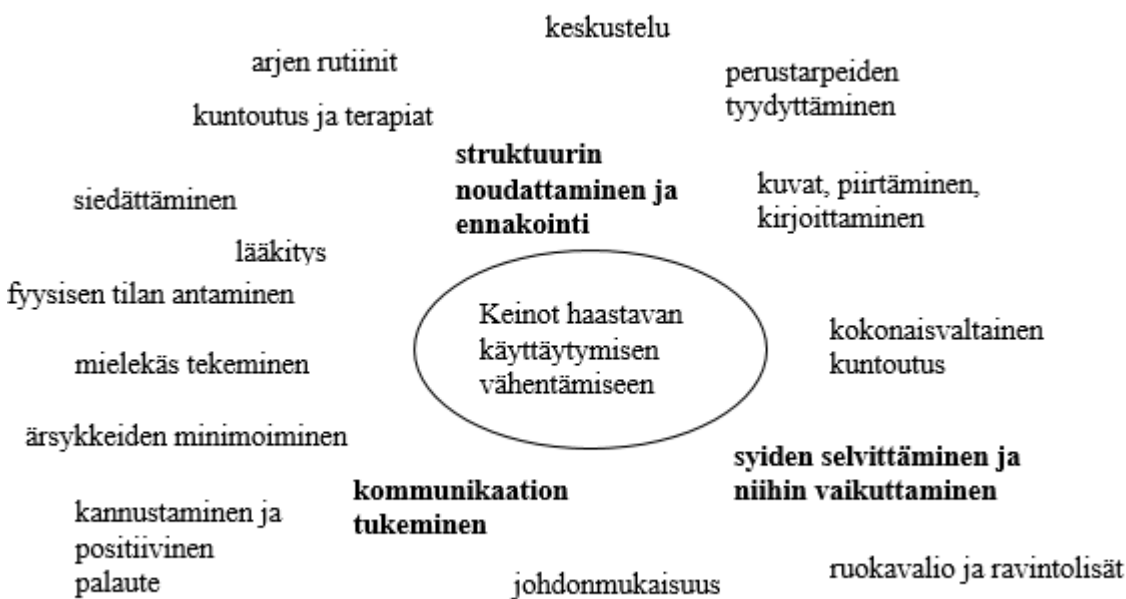 keskustelu
arjen rutiinit
perustarpeiden
tyydyttäminen
kuntoutus ja terapiat
struktuurin
noudattaminen ja
ennakointi
kuvat, piirtäminen,
kirjoittaminen
siedättäminen
lääkitys
fyysisen tilan antaminen
Keinot haastavan
käyttäytymisen
vähentämiseen
kokonaisvaltainen
kuntoutus
mielekäs tekeminen
ärsykkeiden minimoiminen
syiden selvittäminen ja
niihin vaikuttaminen
kommunikaation
tukeminen
kannustaminen ja
positiivinen
palaute
johdonmukaisuus
ruokavalio ja ravintolisät